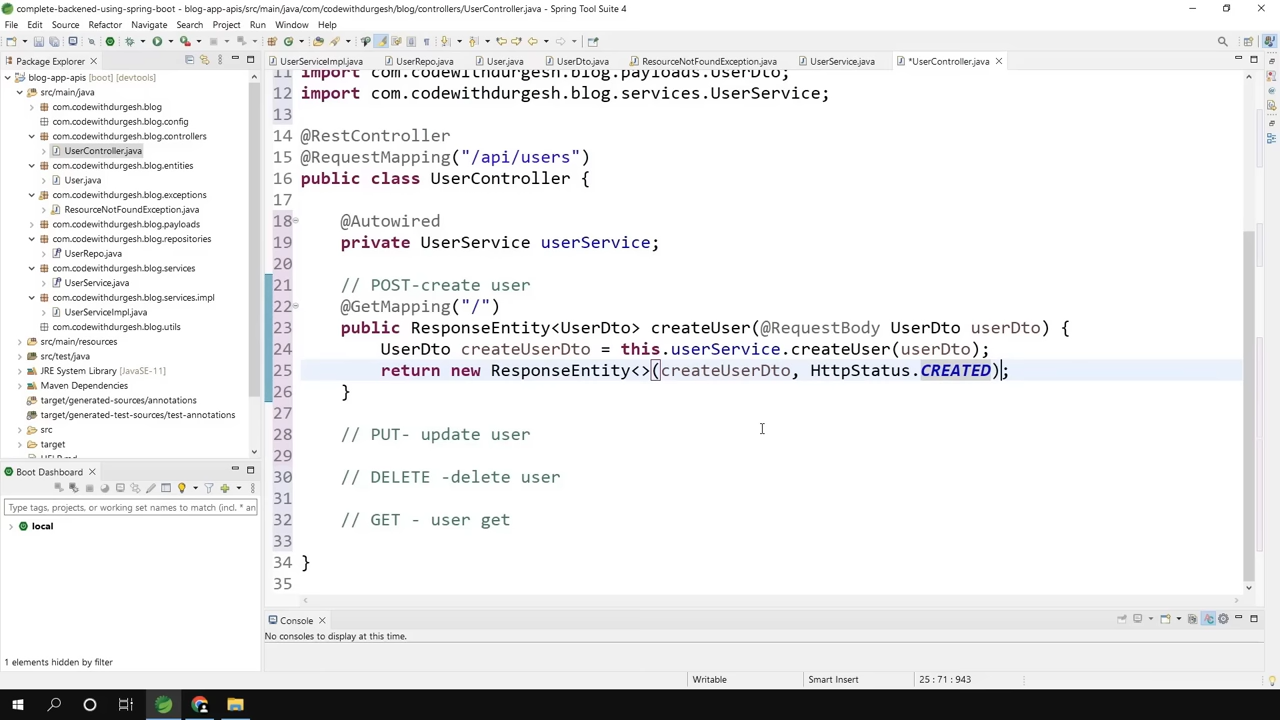 complete-backened-using-spring-boot - blog-app-apis/src/main/java/com/codewithdurgesh/blog/controllers/UserController.java - Spring Tool Suite 4
File Edit Source Refactor Navigate Search Project Run Window Help
Package Explorer
UserServiceImpl.java UserRepo.java User.java UserDto.java ResourceNotFoundException.java UserService.java *UserController.java
blog-app-apis [boot] [devtools]
src/main/java
com.codewithdurgesh.blog
com.codewithdurgesh.blog.config
com.codewithdurgesh.blog.controllers
UserController.java
com.codewithdurgesh.blog.entities
User.java
com.codewithdurgesh.blog.exceptions
ResourceNotFoundException.java
com.codewithdurgesh.blog.payloads
com.codewithdurgesh.blog.repositories
UserRepo.java
com.codewithdurgesh.blog.services
UserService.java
com.codewithdurgesh.blog.services.impl
UserServiceImpl.java
com.codewithdurgesh.blog.utils
src/main/resources
src/test/java
JRE System Library [JavaSE-11]
Maven Dependencies
target/generated-sources/annotations
target/generated-test-sources/test-annotations
src
target
HELP.md
11 import com.codewithdurgesh.blog.payloads.UserDto;
12 import com.codewithdurgesh.blog.services.UserService;
13
14 @RestController
15 @RequestMapping("/api/users")
16 public class UserController {
17
18 @Autowired
19 private UserService userService;
20
21 // POST-create user
22 @GetMapping("/")
23 public ResponseEntity<UserDto> createUser(@RequestBody UserDto userDto) {
24 UserDto createUserDto = this.userService.createUser(userDto);
25 return new ResponseEntity<>(createUserDto, HttpStatus.CREATED);
26 }
27
28 // PUT- update user
29
30 // DELETE -delete user
31
32 // GET - user get
33
34 }
35
Boot Dashboard
Type tags, projects, or working set names to match (incl. * an
local
1 elements hidden by filter
Console
No consoles to display at this time.
Writable Smart Insert 25 : 71 : 943